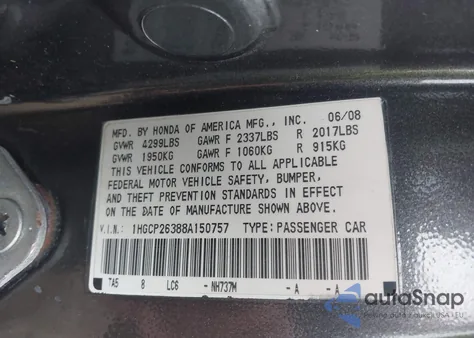 MFD. BY HONDA OF AMERICA MFG., INC. 06/08
GVWR 4299LBS GAWR F 2337LBS R 2017LBS
GVWR 1950KG GAWR F 1060KG R 915KG
THIS VEHICLE CONFORMS TO ALL APPLICABLE
FEDERAL MOTOR VEHICLE SAFETY, BUMPER,
AND THEFT PREVENTION STANDARDS IN EFFECT
ON THE DATE OF MANUFACTURE SHOWN ABOVE.
V.I.N: 1HGCP26388A150757 TYPE: PASSENGER CAR
TA5 8 LC6 - NH737M -A -A
autoSnap